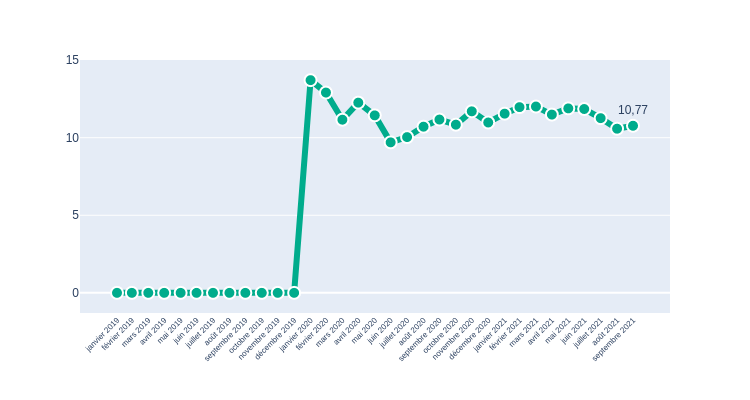 15
10,77
10
5
0
janvier 2019
février 2019
mars 2019
avril 2019
mai 2019
juin 2019
juillet 2019
août 2019
septembre 2019
octobre 2019
novembre 2019
décembre 2019
janvier 2020
février 2020
mars 2020
avril 2020
mai 2020
juin 2020
juillet 2020
août 2020
septembre 2020
octobre 2020
novembre 2020
décembre 2020
janvier 2021
février 2021
mars 2021
avril 2021
mai 2021
juin 2021
juillet 2021
août 2021
septembre 2021